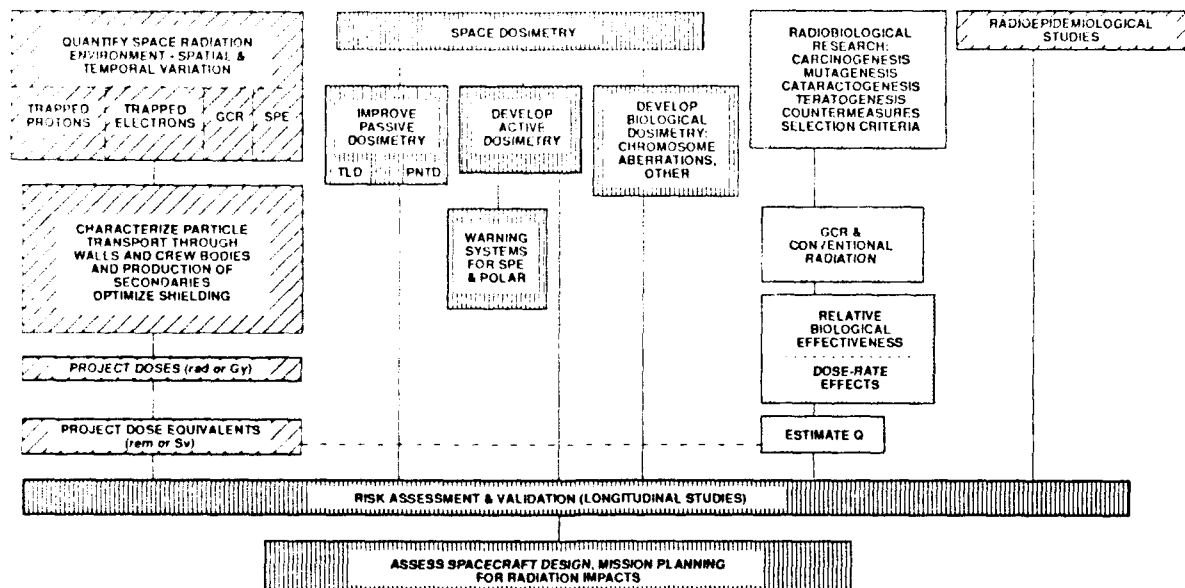 QUANTIFY SPACE RADIATION
ENVIRONMENT - SPATIAL &
TEMPORAL VARIATION
TRAPPED
PROTONS
TRAPPED
ELECTRONS
GCR
SPE
CHARACTERIZE PARTICLE
TRANSPORT THROUGH
WALLS AND CREW BODIES
AND PRODUCTION OF
SECONDARIES
OPTIMIZE SHIELDING
PROJECT DOSES (rad or Gy)
PROJECT DOSE EQUIVALENTS
(rem or Sv)
SPACE DOSIMETRY
IMPROVE
PASSIVE
DOSIMETRY
TLD
PNTD
DEVELOP
ACTIVE
DOSIMETRY
WARNING
SYSTEMS
FOR SPE
& POLAR
DEVELOP
BIOLOGICAL
DOSIMETRY:
CHROMOSOME
ABERRATIONS,
OTHER
RADIOBIOLOGICAL
RESEARCH:
CARCINOGENESIS
MUTAGENESIS
CATARACTOGENESIS
TERATOGENESIS
COUNTERMEASURES
SELECTION CRITERIA
GCR &
CONVENTIONAL
RADIATION
RELATIVE
BIOLOGICAL
EFFECTIVENESS
DOSE-RATE
EFFECTS
ESTIMATE Q
RADIOEPIDEMIOLOGICAL
STUDIES
RISK ASSESSMENT & VALIDATION (LONGITUDINAL STUDIES)
ASSESS SPACECRAFT DESIGN, MISSION PLANNING
FOR RADIATION IMPACTS